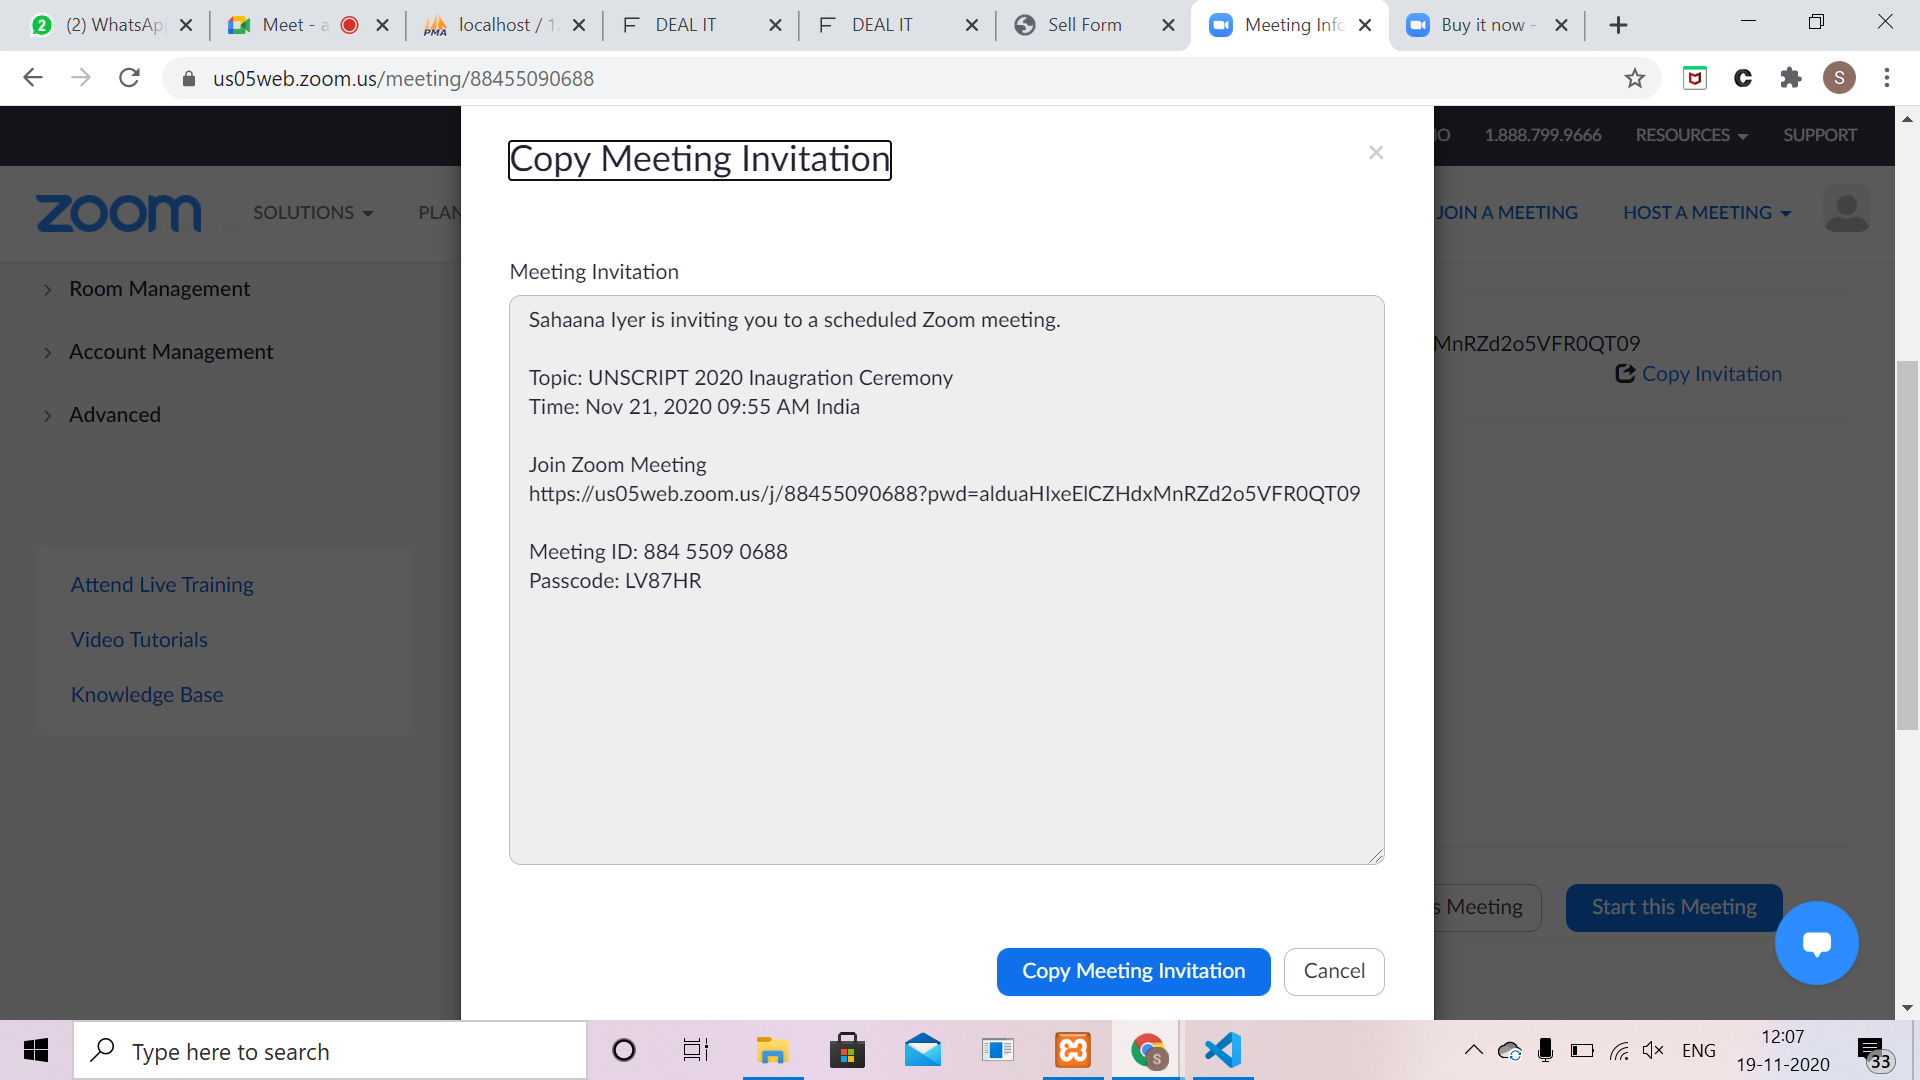 (2) WhatsApp
Meet - a
localhost / 1
DEAL IT
DEAL IT
Sell Form
Meeting Info
Buy it now -
us05web.zoom.us/meeting/88455090688
S
1.888.799.9666
RESOURCES
SUPPORT
zoom
SOLUTIONS
PLAN
JOIN A MEETING
HOST A MEETING
Copy Meeting Invitation
×
Room Management
Account Management
Advanced
Attend Live Training
Video Tutorials
Knowledge Base
Meeting Invitation
Sahaana Iyer is inviting you to a scheduled Zoom meeting.
Topic: UNSCRIPT 2020 Inaugration Ceremony
Time: Nov 21, 2020 09:55 AM India
Join Zoom Meeting
https://us05web.zoom.us/j/88455090688?pwd=alduaHIxeElCZHdxMnRZd2o5VFR0QT09
Meeting ID: 884 5509 0688
Passcode: LV87HR
MnRZd2o5VFR0QT09
Copy Invitation
s Meeting
Start this Meeting
Copy Meeting Invitation
Cancel
Type here to search
ENG
12:07
19-11-2020
33